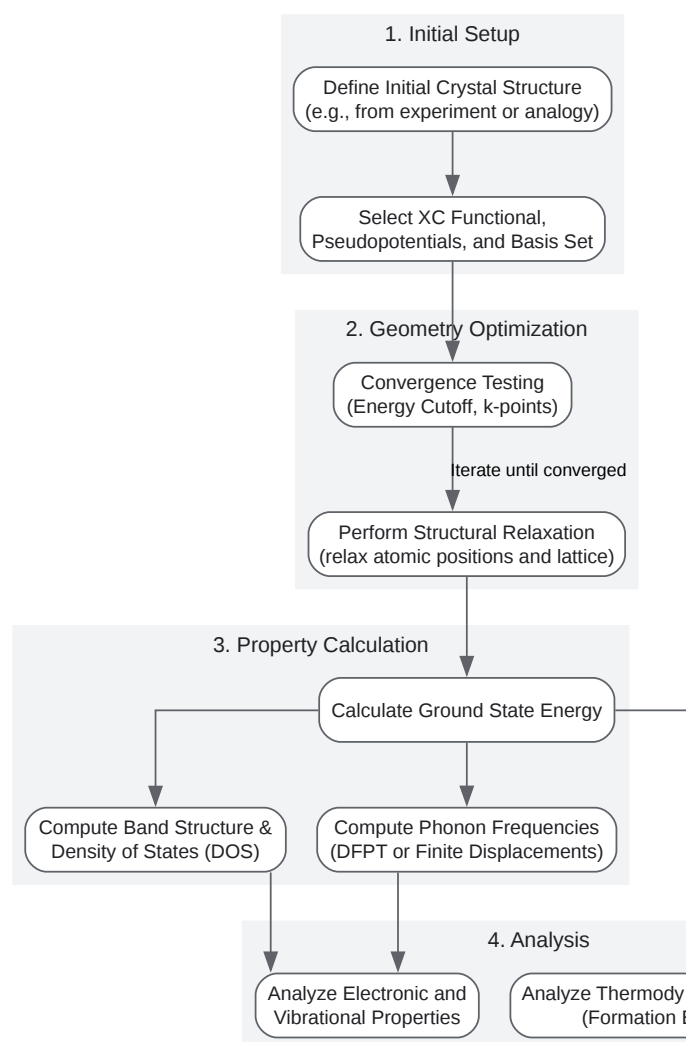 1. Initial Setup
Define Initial Crystal Structure
(e.g., from experiment or analogy)
Select XC Functional,
Pseudopotentials, and Basis Set
2. Geometry Optimization
Convergence Testing
(Energy Cutoff, k-points)
Iterate until converged
Perform Structural Relaxation
(relax atomic positions and lattice)
3. Property Calculation
Calculate Ground State Energy
Compute Band Structure &
Density of States (DOS)
Compute Phonon Frequencies
(DFPT or Finite Displacements)
4. Analysis
Analyze Electronic and
Vibrational Properties
Analyze Thermody
(Formation